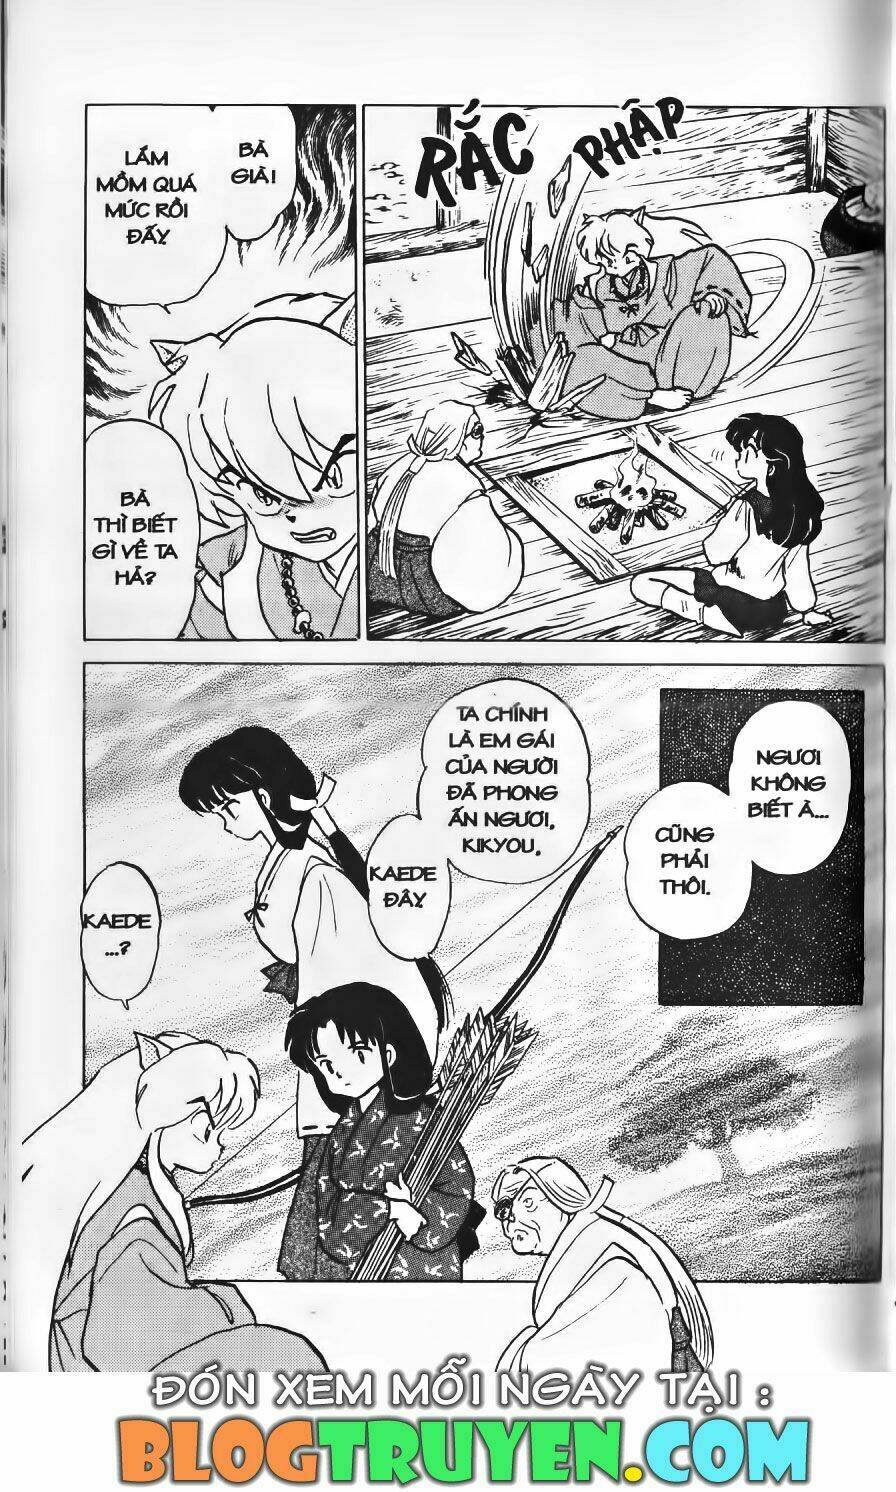 RẮC
PHẬP
BÀ
GIÀ!
LẮM
MỒM QUÁ
MỨC RỒI
ĐẤY.
BÀ
THÌ BIẾT
GÌ VỀ TA
HẢ?
NGƯƠI
KHÔNG
BIẾT À...
CŨNG
PHẢI
THÔI.
TA CHÍNH
LÀ EM GÁI
CỦA NGƯỜI
ĐÃ PHONG
ẤN NGƯƠI,
KIKYOU.
KAEDE
ĐÂY.
KAEDE
...?
ĐÓN XEM MỖI NGÀY TẠI :
BLOGTRUYEN.COM